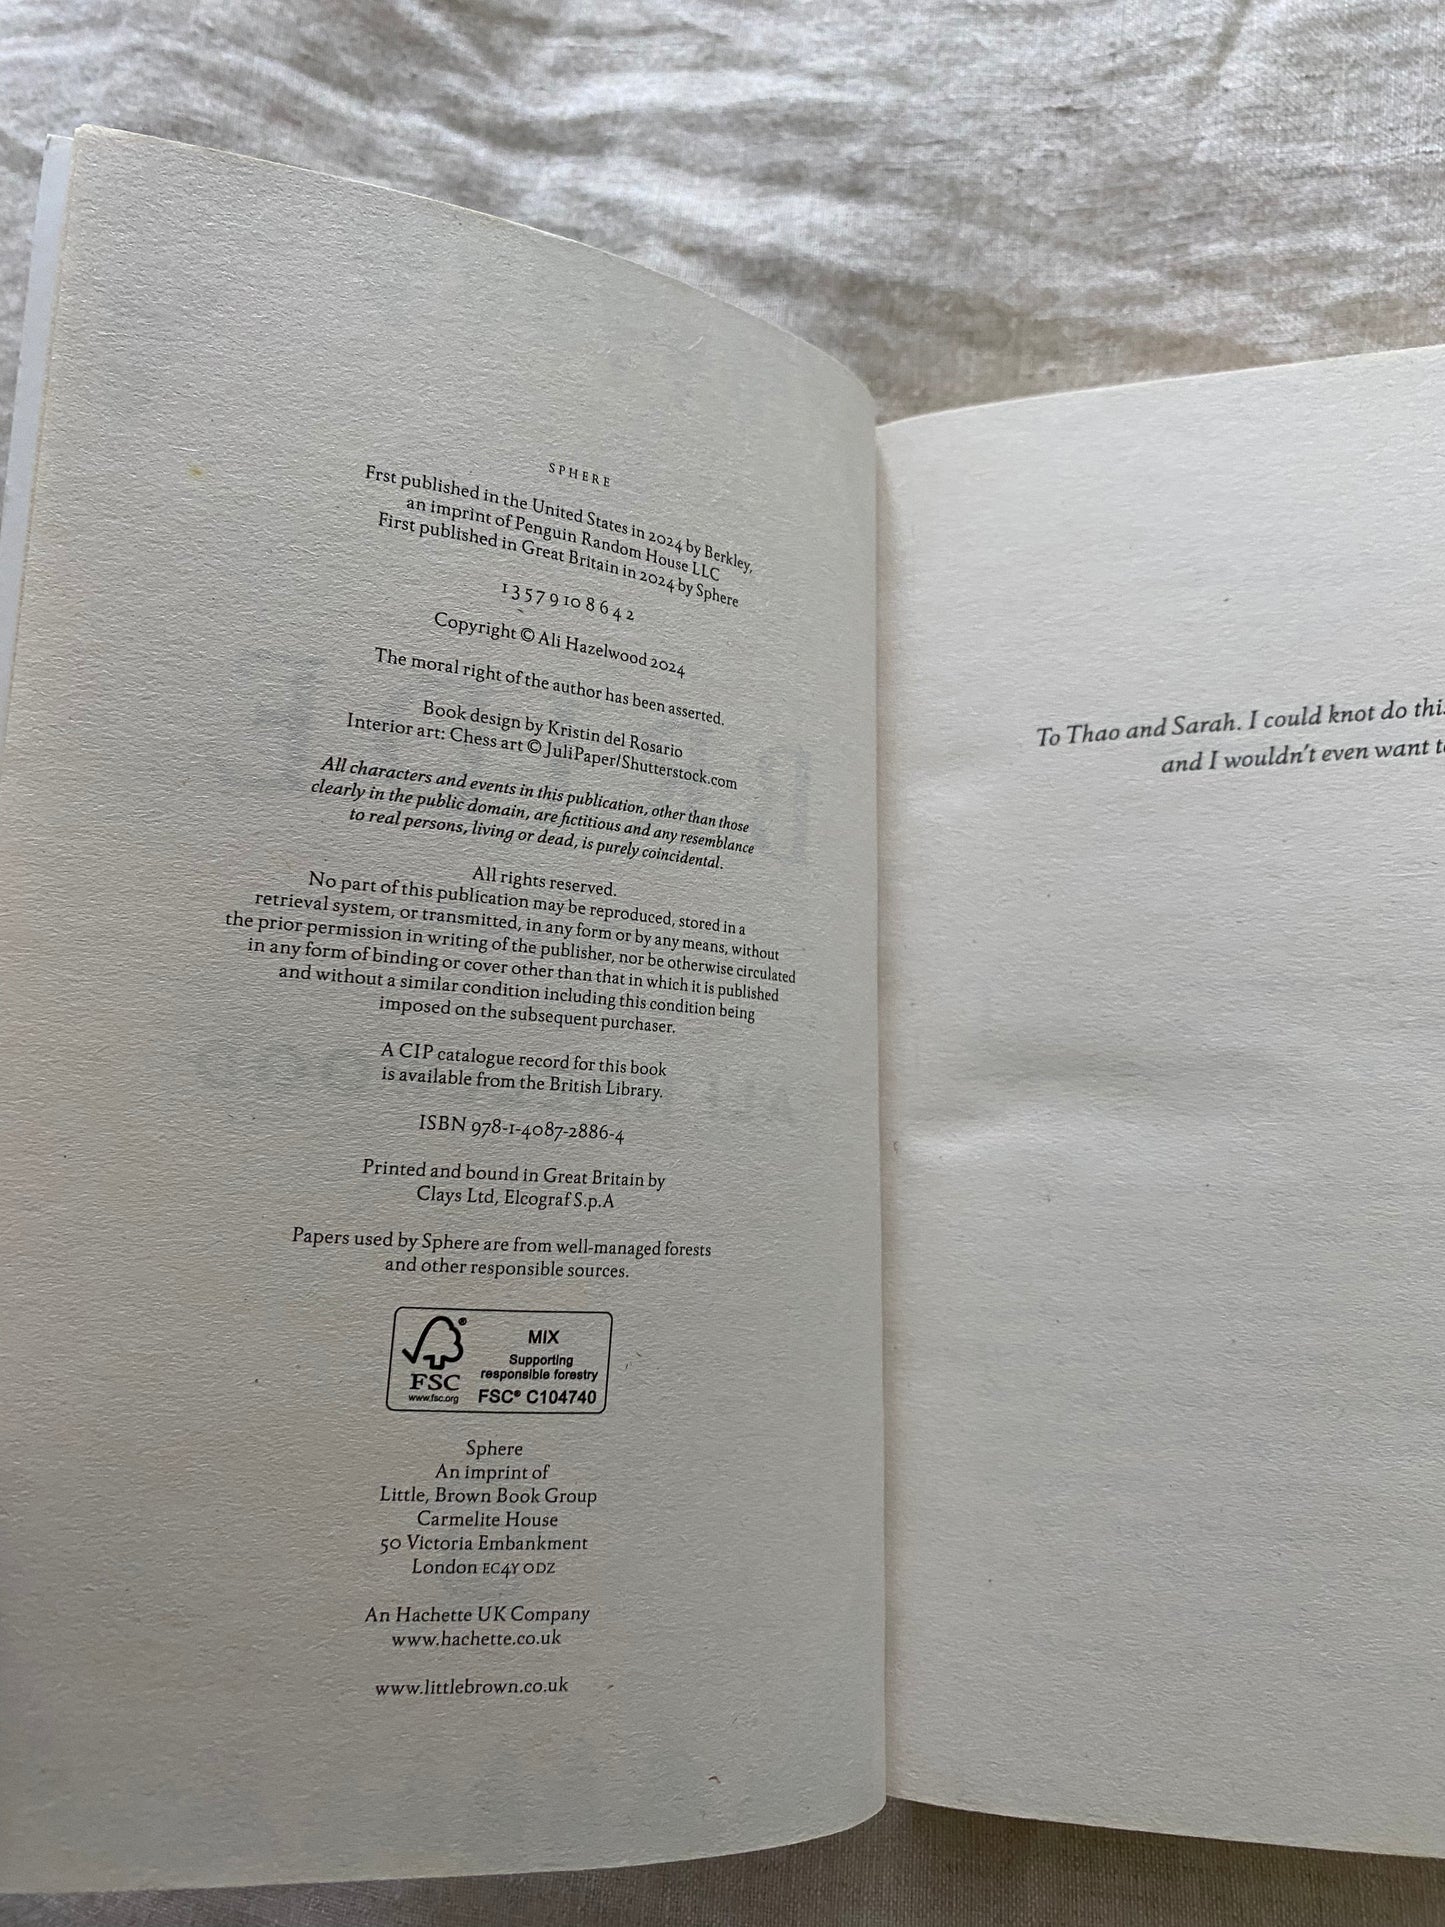 SPHERE
Frst published in the United States in 2024 by Berkley,
an imprint of Penguin Random House LLC
First published in Great Britain in 2024 by Sphere
1 3 5 7 9 10 8 6 4 2
Copyright © Ali Hazelwood 2024
The moral right of the author has been asserted.
Book design by Kristin del Rosario
Interior art: Chess art © JuliPaper/Shutterstock.com
All characters and events in this publication, other than those
clearly in the public domain, are fictitious and any resemblance
to real persons, living or dead, is purely coincidental.
All rights reserved.
No part of this publication may be reproduced, stored in a
retrieval system, or transmitted, in any form or by any means, without
the prior permission in writing of the publisher, nor be otherwise circulated
in any form of binding or cover other than that in which it is published
and without a similar condition including this condition being
imposed on the subsequent purchaser.
A CIP catalogue record for this book
is available from the British Library.
ISBN 978-1-4087-2886-4
Printed and bound in Great Britain by
Clays Ltd, Elcograf S.p.A
Papers used by Sphere are from well-managed forests
and other responsible sources.
FSC
www.fsc.org
MIX
Supporting
responsible forestry
FSC® C104740
Sphere
An imprint of
Little, Brown Book Group
Carmelite House
50 Victoria Embankment
London EC4Y 0DZ
An Hachette UK Company
www.hachette.co.uk
www.littlebrown.co.uk
To Thao and Sarah. I could knot do
and I wouldn't even want